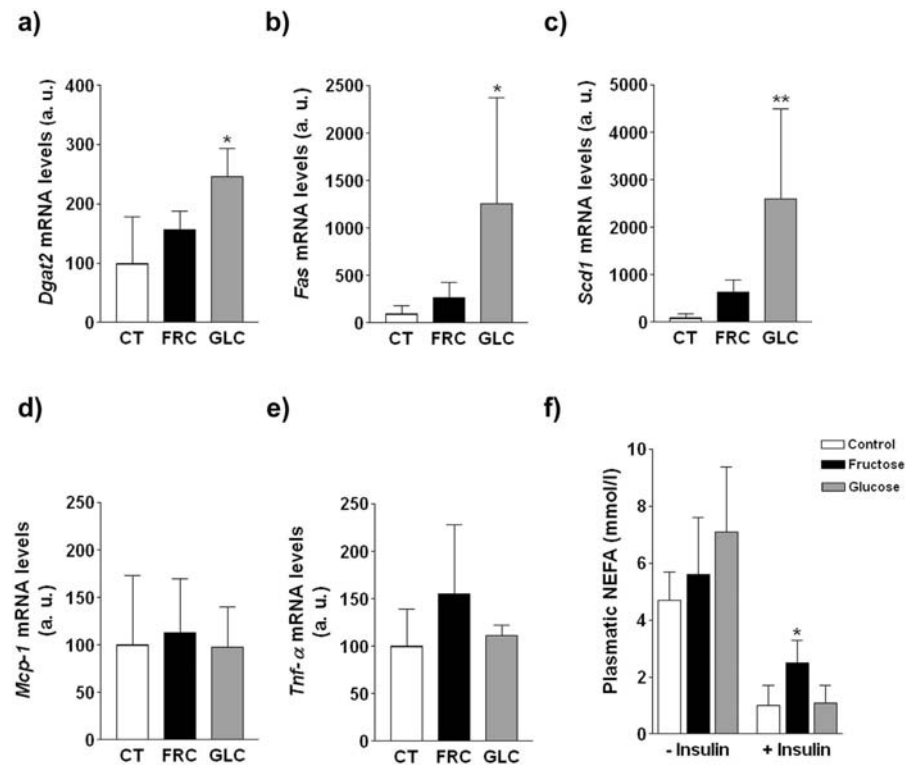 a)
Dgat2 mRNA levels (a. u.)
400
300
200
100
0
*
CT FRC GLC
b)
Fas mRNA levels (a. u.)
2500
2000
1500
1000
500
0
*
CT FRC GLC
c)
Scd1 mRNA levels (a. u.)
5000
4000
3000
2000
1000
0
**
CT FRC GLC
d)
Mcp-1 mRNA levels
(a. u.)
250
200
150
100
50
0
CT FRC GLC
e)
Tnf-α mRNA levels
(a. u.)
250
200
150
100
50
0
CT FRC GLC
f)
Plasmatic NEFA (mmol/l)
10
8
6
4
2
0
*
- Insulin + Insulin
Control
Fructose
Glucose